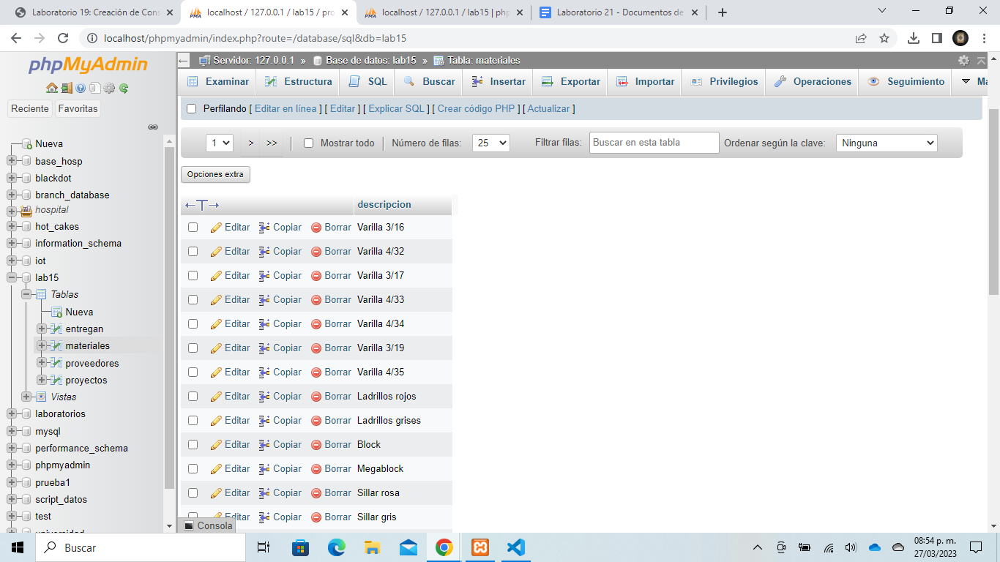 Laboratorio 19: Creación de Cons
localhost / 127.0.0.1 / lab15 / pro
localhost / 127.0.0.1 / lab15 | php
Laboratorio 21 - Documentos de
localhost/phpmyadmin/index.php?route=/database/sql&db=lab15
phpMyAdmin
Reciente Favoritas
Nueva
base_hosp
blackdot
branch_database
hospital
hot_cakes
information_schema
iot
lab15
Tablas
Nueva
entregan
materiales
proveedores
proyectos
Vistas
laboratorios
mysql
performance_schema
phpmyadmin
prueba1
script_datos
test
universidad
Servidor: 127.0.0.1 » Base de datos: lab15 » Tabla: materiales
Examinar Estructura SQL Buscar Insertar Exportar Importar Privilegios Operaciones Seguimiento Ma
Perfilando [ Editar en línea ] [ Editar ] [ Explicar SQL ] [ Crear código PHP ] [ Actualizar ]
1 > >> | Mostrar todo | Número de filas: 25 Filtrar filas: Buscar en esta tabla Ordenar según la clave: Ninguna
Opciones extra
←T→ descripcion
Editar Copiar Borrar Varilla 3/16
Editar Copiar Borrar Varilla 4/32
Editar Copiar Borrar Varilla 3/17
Editar Copiar Borrar Varilla 4/33
Editar Copiar Borrar Varilla 4/34
Editar Copiar Borrar Varilla 3/19
Editar Copiar Borrar Varilla 4/35
Editar Copiar Borrar Ladrillos rojos
Editar Copiar Borrar Ladrillos grises
Editar Copiar Borrar Block
Editar Copiar Borrar Megablock
Editar Copiar Borrar Sillar rosa
Editar Copiar Borrar Sillar gris
Consola
Buscar
08:54 p. m.
27/03/2023